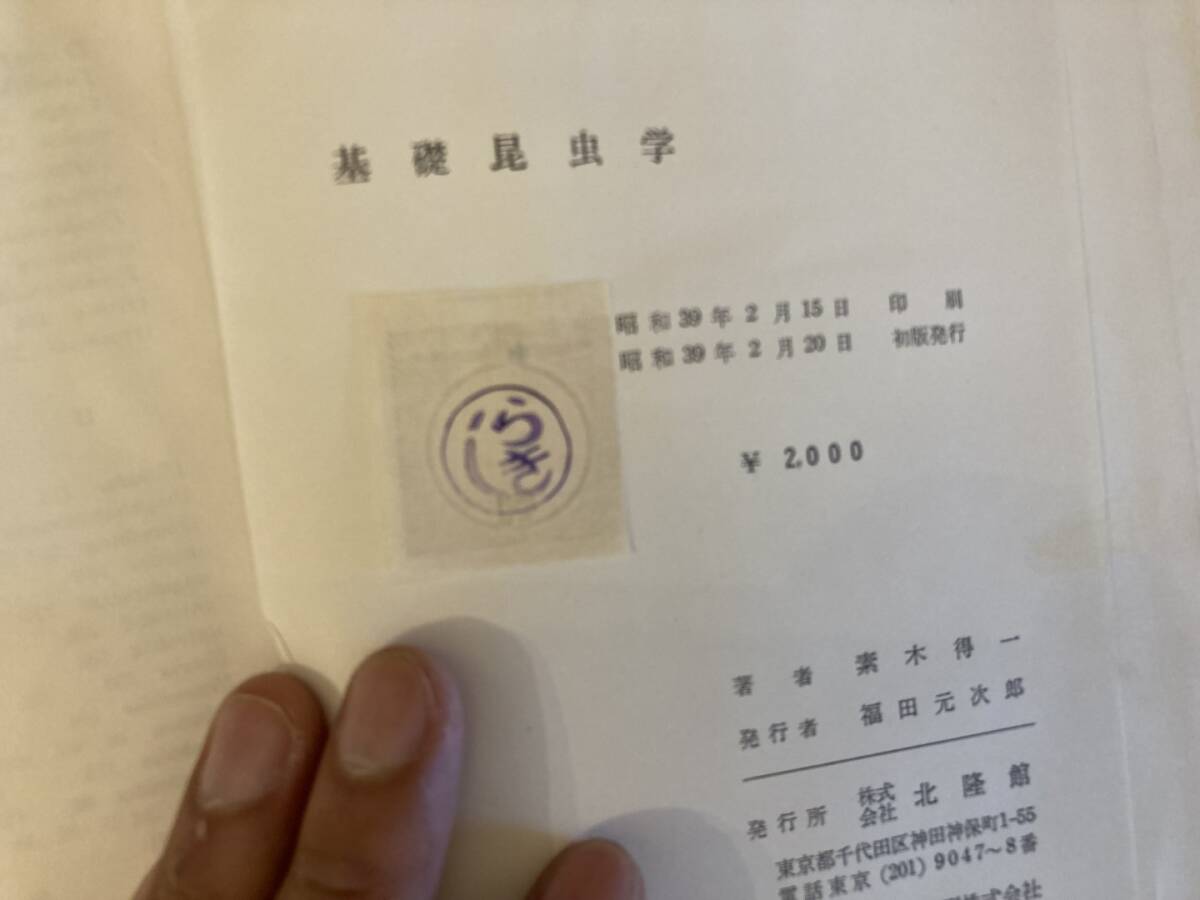 基礎昆虫学
昭和39年2月15日 印刷
昭和39年2月20日 初版発行
¥ 2,000
しらき
著者 素木得一
発行者 福田元次郎
発行所 株式会社 北隆館
東京都千代田区神田神保町1-55
電話東京 (201) 9047〜8番
株式会社